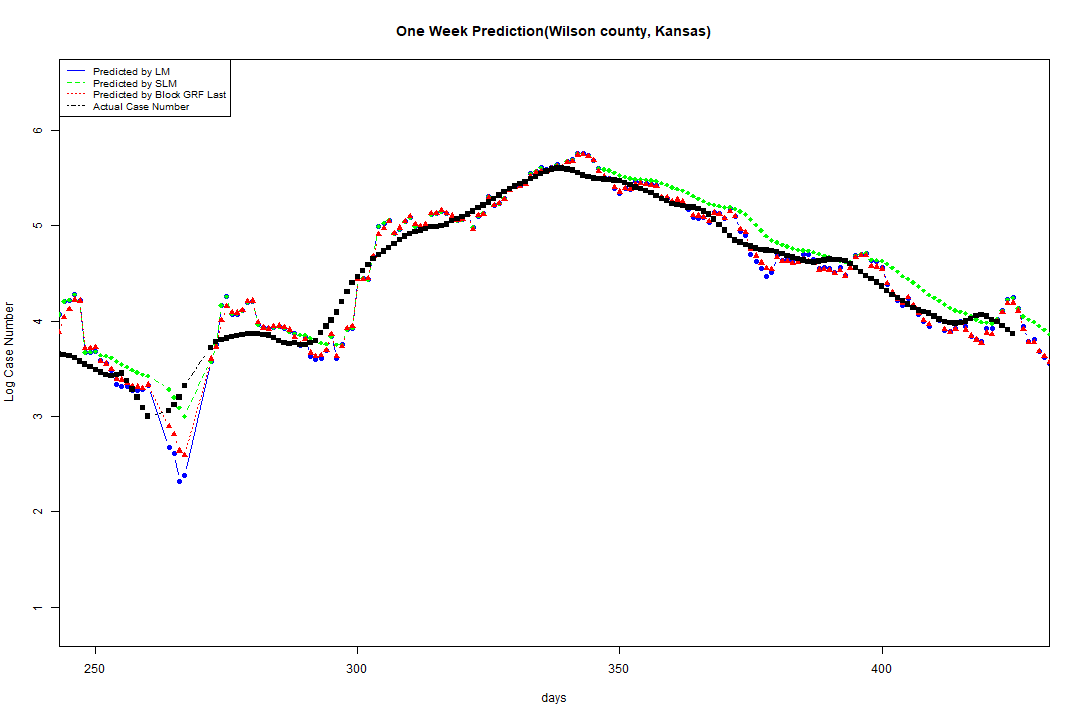 One Week Prediction(Wilson county, Kansas)
Predicted by LM
Predicted by SLM
Predicted by Block GRF Last
Actual Case Number
6
5
4
3
2
1
Log Case Number
250 300 350 400
days